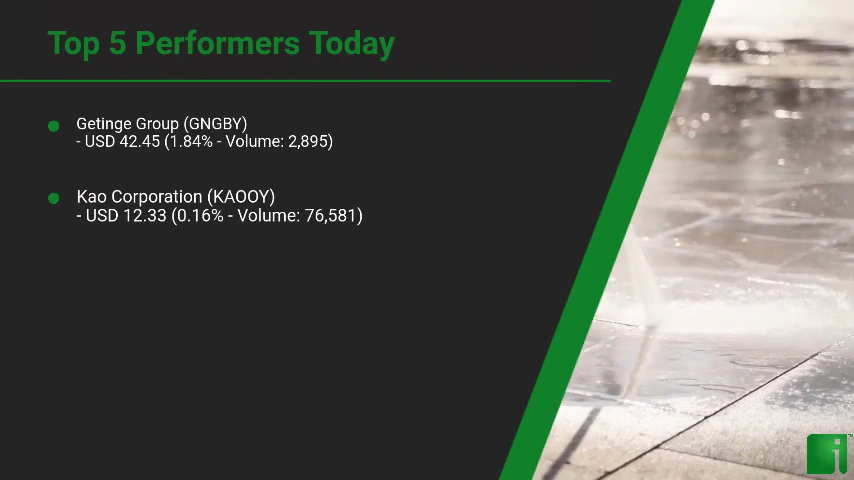 Top 5 Performers Today
Getinge Group (GNGBY)
- USD 42.45 (1.84% - Volume: 2,895)
Kao Corporation (KAOOY)
- USD 12.33 (0.16% - Volume: 76,581)
i™